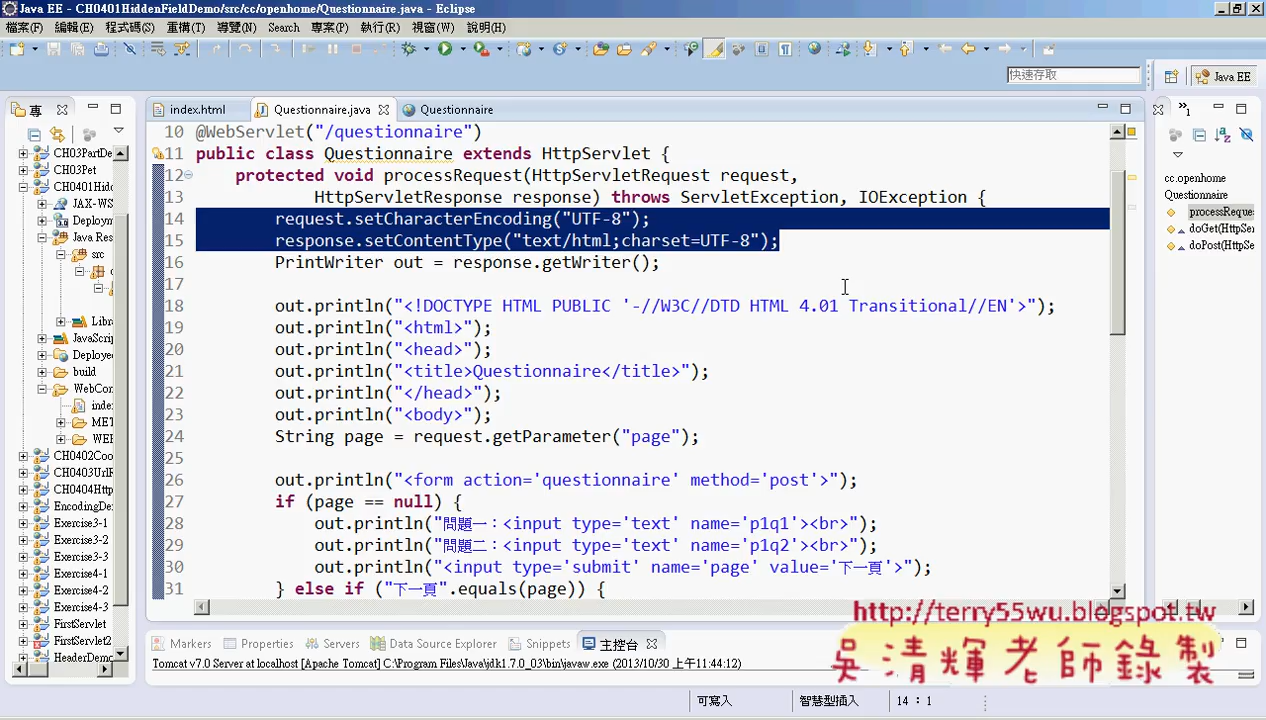 Java EE - CH0401HiddenFieldDemo/src/cc/openhome/Questionnaire.java - Eclipse
檔案(F) 編輯(E) 程式碼(S) 重構(T) 導覽(N) Search 專案(P) 執行(R) 視窗(W) 說明(H)
快速存取
Java EE
專
index.html
Questionnaire.java
Questionnaire
»1
CH03PartDe
CH03Pet
CH0401Hidd
JAX-WS
Deploym
Java Res
src
Libra
JavaScri
Deploye
build
WebCon
inde
MET
WEB
CH0402Coo
CH0403UrlR
CH0404Http
EncodingDe
Exercise3-1
Exercise3-2
Exercise3-3
Exercise4-1
Exercise4-2
Exercise4-3
FirstServlet
FirstServlet2
HeaderDemo
10 @WebServlet("/questionnaire")
11 public class Questionnaire extends HttpServlet {
12 protected void processRequest(HttpServletRequest request,
13 HttpServletResponse response) throws ServletException, IOException {
14 request.setCharacterEncoding("UTF-8");
15 response.setContentType("text/html;charset=UTF-8");
16 PrintWriter out = response.getWriter();
17
18 out.println("<!DOCTYPE HTML PUBLIC '-//W3C//DTD HTML 4.01 Transitional//EN'>");
19 out.println("<html>");
20 out.println("<head>");
21 out.println("<title>Questionnaire</title>");
22 out.println("</head>");
23 out.println("<body>");
24 String page = request.getParameter("page");
25
26 out.println("<form action='questionnaire' method='post'>");
27 if (page == null) {
28 out.println("問題一：<input type='text' name='p1q1'><br>");
29 out.println("問題二：<input type='text' name='p1q2'><br>");
30 out.println("<input type='submit' name='page' value='下一頁'>");
31 } else if ("下一頁".equals(page)) {
cc.openhome
Questionnaire
processReque
doGet(HttpSe
doPost(HttpS
Markers Properties Servers Data Source Explorer Snippets 主控台
Tomcat v7.0 Server at localhost [Apache Tomcat] C:\Program Files\Java\jdk1.7.0_03\bin\javaw.exe (2013/10/30 上午11:44:12)
http://terry55wu.blogspot.tw
吳清輝老師錄製
可寫入
智慧型插入
14 : 1